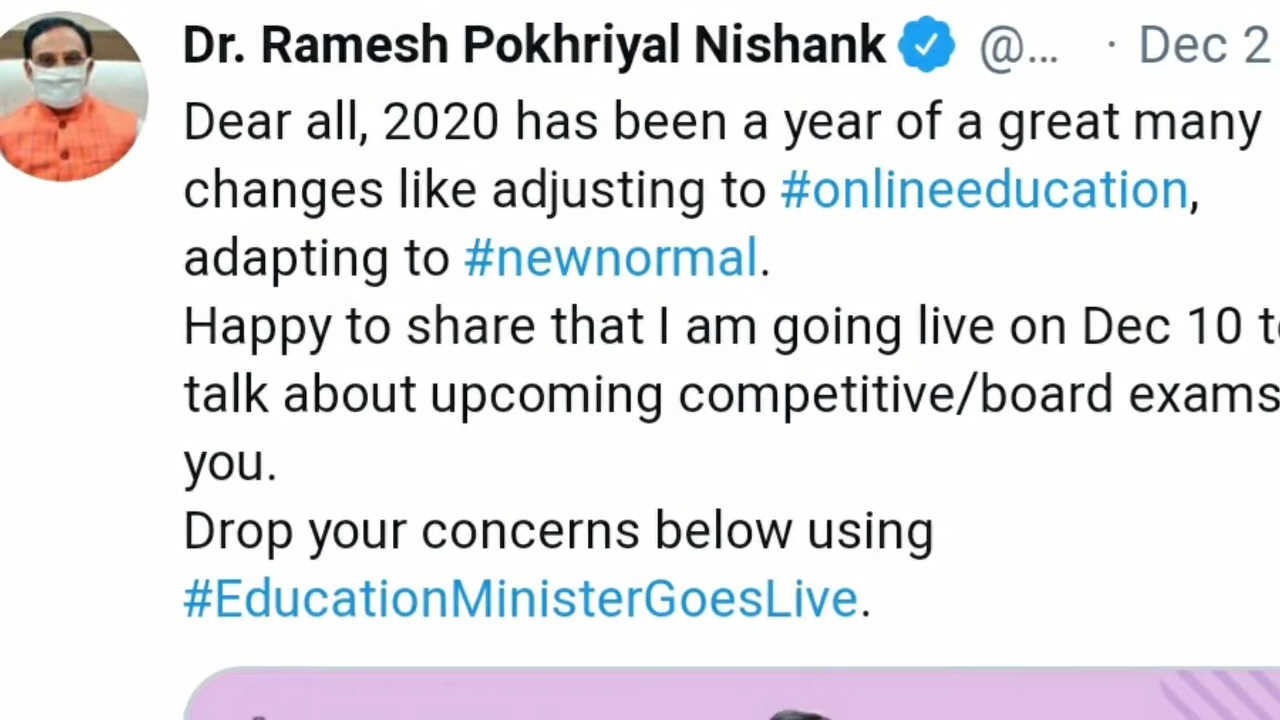 Dr. Ramesh Pokhriyal Nishank @... · Dec 2
Dear all, 2020 has been a year of a great many
changes like adjusting to #onlineeducation,
adapting to #newnormal.
Happy to share that I am going live on Dec 10
talk about upcoming competitive/board exams
you.
Drop your concerns below using
#EducationMinisterGoesLive.